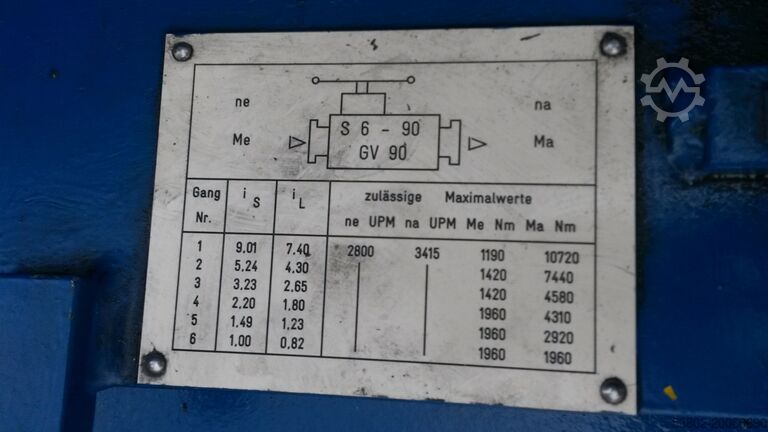 ne na
S 6 - 90
Me Ma
GV 90
Gang i S i L zulässige Maximalwerte
Nr. ne UPM na UPM Me Nm Ma Nm
1 9.01 7.40 2800 3415 1190 10720
2 5.24 4.30 1420 7440
3 3.23 2.65 1420 4580
4 2.20 1.80 1960 4310
5 1.49 1.23 1960 2920
6 1.00 0.82 1960 1960